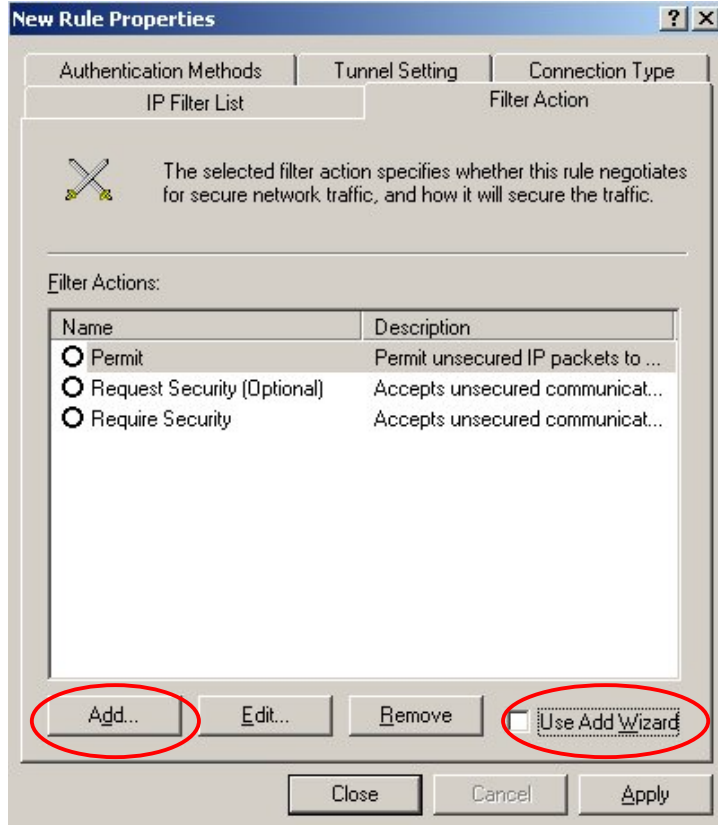 New Rule Properties
Authentication Methods Tunnel Setting Connection Type
IP Filter List Filter Action
The selected filter action specifies whether this rule negotiates
for secure network traffic, and how it will secure the traffic.
Filter Actions:
Name Description
Permit Permit unsecured IP packets to ...
Request Security (Optional) Accepts unsecured communicat...
Require Security Accepts unsecured communicat...
Add... Edit... Remove Use Add Wizard
Close Cancel Apply